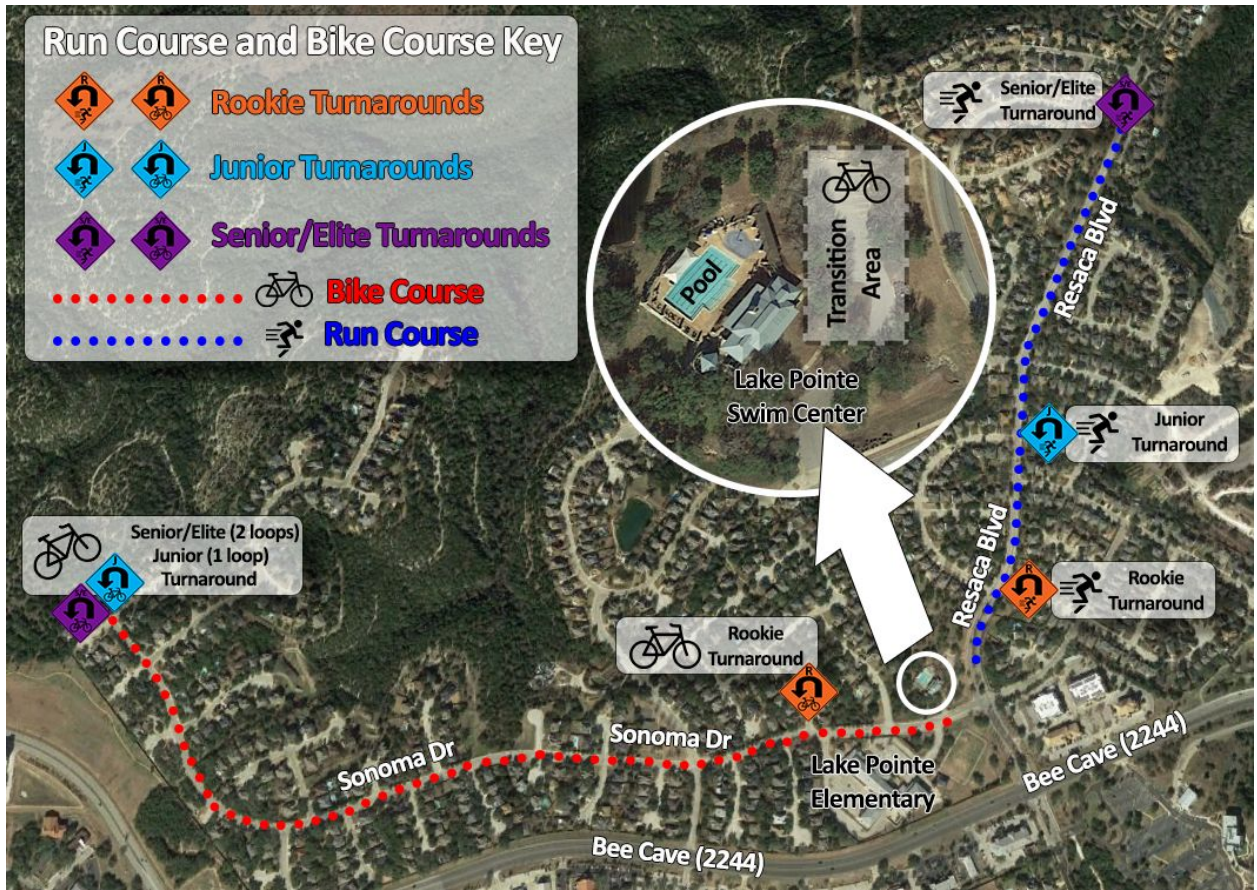 Run Course and Bike Course Key
R
R
Rookie Turnarounds
J
J
Junior Turnarounds
S/E
S/E
Senior/Elite Turnarounds
Bike Course
Run Course
Senior/Elite
Turnaround
S/E
Transition
Area
Pool
Lake Pointe
Swim Center
Resaca Blvd
J
Junior
Turnaround
Resaca Blvd
R
Rookie
Turnaround
Senior/Elite (2 loops)
Junior (1 loop)
Turnaround
J
S/E
Rookie
Turnaround
R
Sonoma Dr
Sonoma Dr
Lake Pointe
Elementary
Bee Cave (2244)
Bee Cave (2244)